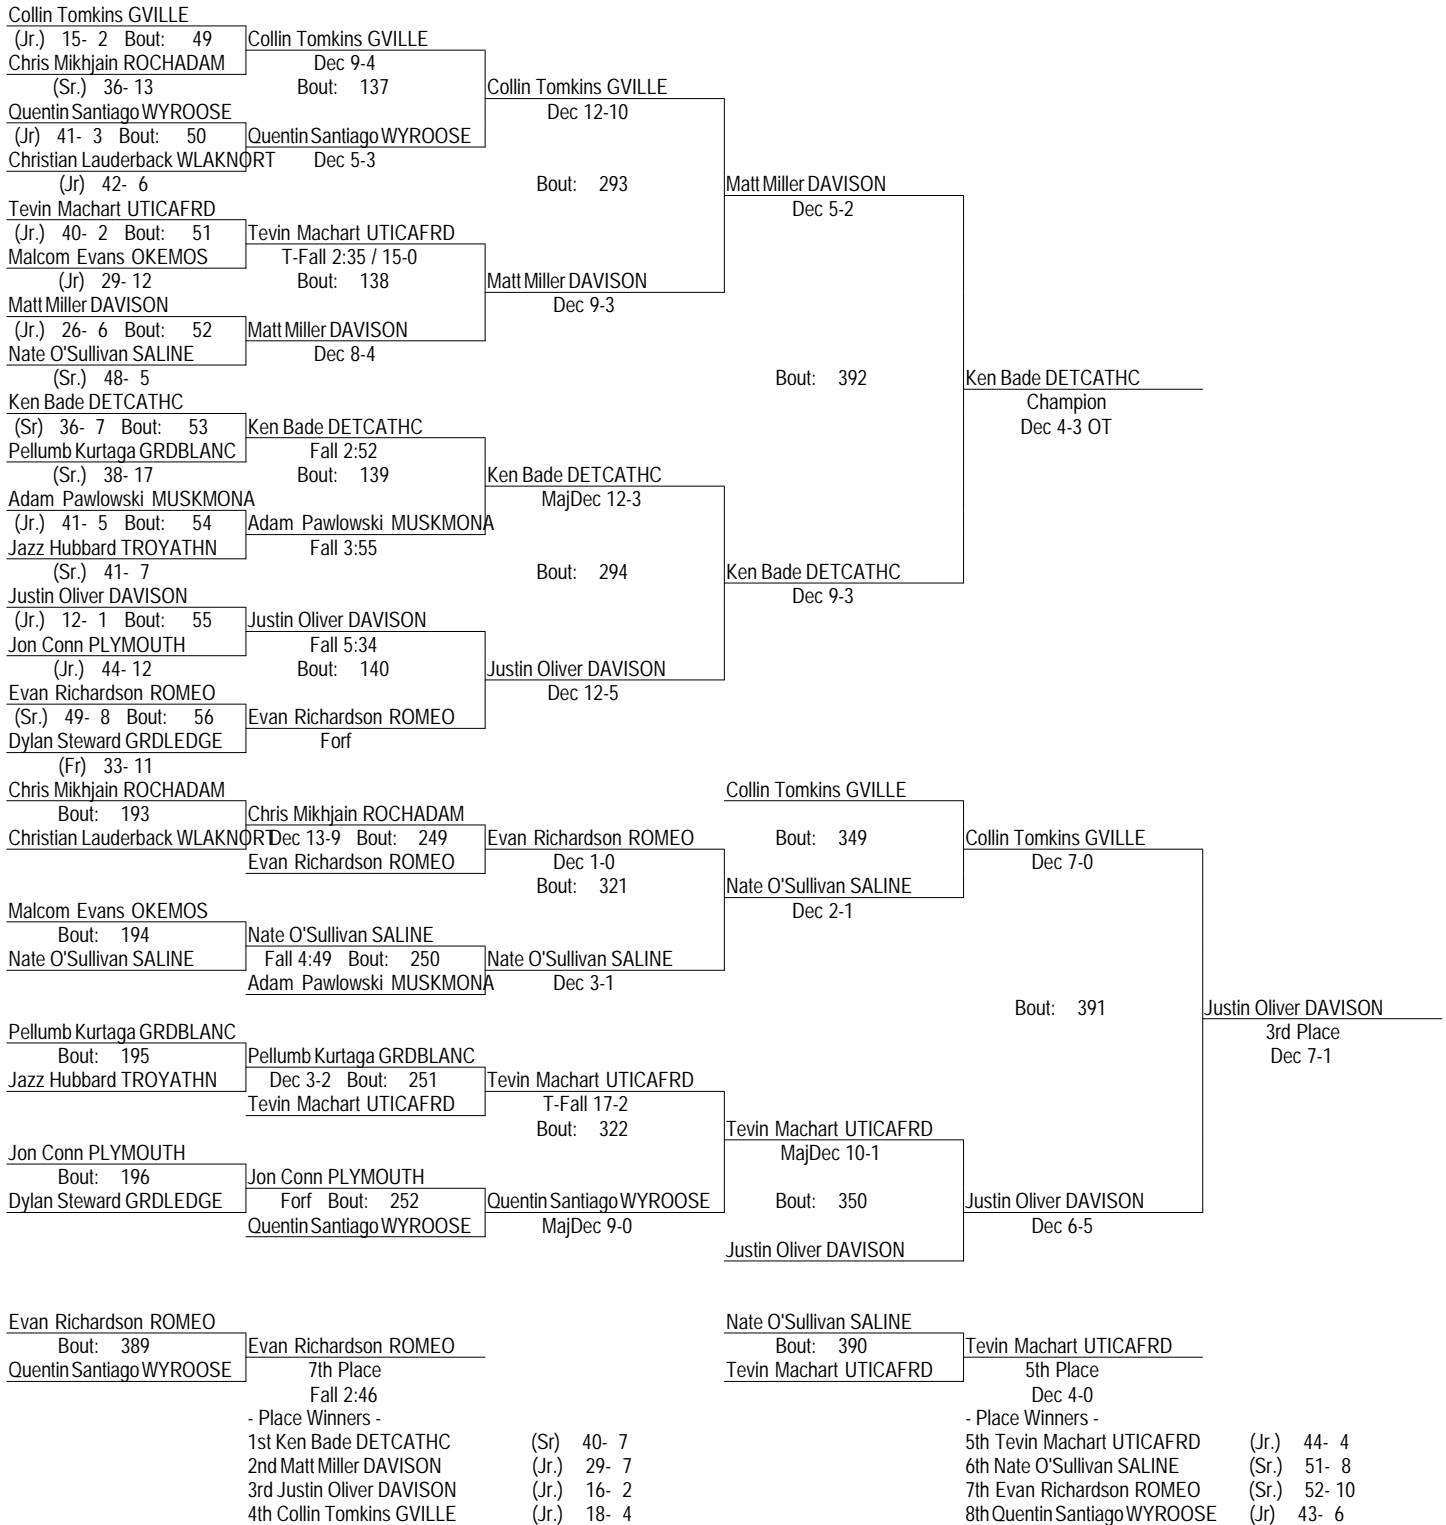 Collin Tomkins GVILLE
(Jr.) 15- 2 Bout: 49 Collin Tomkins GVILLE
Chris Mikhjain ROCHADAM Dec 9-4
(Sr.) 36- 13 Bout: 137 Collin Tomkins GVILLE
Quentin Santiago WYROOSE Dec 12-10
(Jr) 41- 3 Bout: 50 Quentin Santiago WYROOSE
Christian Lauderback WLAKNORT Dec 5-3
(Jr) 42- 6 Bout: 293 Matt Miller DAVISON
Tevin Machart UTICAFRD Dec 5-2
(Jr.) 40- 2 Bout: 51 Tevin Machart UTICAFRD
Malcom Evans OKEMOS T-Fall 2:35 / 15-0
(Jr) 29- 12 Bout: 138 Matt Miller DAVISON
Matt Miller DAVISON Dec 9-3
(Jr.) 26- 6 Bout: 52 Matt Miller DAVISON
Nate O'Sullivan SALINE Dec 8-4
(Sr.) 48- 5 Bout: 392 Ken Bade DETCATHC
Ken Bade DETCATHC Champion
(Sr) 36- 7 Bout: 53 Ken Bade DETCATHC Dec 4-3 OT
Pellumb Kurtaga GRDBLANC Fall 2:52
(Sr.) 38- 17 Bout: 139 Ken Bade DETCATHC
Adam Pawlowski MUSKMONA MajDec 12-3
(Jr.) 41- 5 Bout: 54 Adam Pawlowski MUSKMONA
Jazz Hubbard TROYATHN Fall 3:55
(Sr.) 41- 7 Bout: 294 Ken Bade DETCATHC
Justin Oliver DAVISON Dec 9-3
(Jr.) 12- 1 Bout: 55 Justin Oliver DAVISON
Jon Conn PLYMOUTH Fall 5:34
(Jr.) 44- 12 Bout: 140 Justin Oliver DAVISON
Evan Richardson ROMEO Dec 12-5
(Sr.) 49- 8 Bout: 56 Evan Richardson ROMEO
Dylan Steward GRDLEDGE Forf
(Fr) 33- 11
Chris Mikhjain ROCHADAM Collin Tomkins GVILLE
Bout: 193 Chris Mikhjain ROCHADAM
Christian Lauderback WLAKNORT Dec 13-9 Bout: 249 Evan Richardson ROMEO Bout: 349 Collin Tomkins GVILLE
Evan Richardson ROMEO Dec 1-0 Dec 7-0
Bout: 321 Nate O'Sullivan SALINE
Malcom Evans OKEMOS Dec 2-1
Bout: 194 Nate O'Sullivan SALINE
Nate O'Sullivan SALINE Fall 4:49 Bout: 250 Nate O'Sullivan SALINE
Adam Pawlowski MUSKMONA Dec 3-1
Bout: 391 Justin Oliver DAVISON
Pellumb Kurtaga GRDBLANC 3rd Place
Bout: 195 Pellumb Kurtaga GRDBLANC Dec 7-1
Jazz Hubbard TROYATHN Dec 3-2 Bout: 251 Tevin Machart UTICAFRD
Tevin Machart UTICAFRD T-Fall 17-2
Bout: 322 Tevin Machart UTICAFRD
Jon Conn PLYMOUTH MajDec 10-1
Bout: 196 Jon Conn PLYMOUTH
Dylan Steward GRDLEDGE Forf Bout: 252 Quentin Santiago WYROOSE Bout: 350 Justin Oliver DAVISON
Quentin Santiago WYROOSE MajDec 9-0 Dec 6-5
Justin Oliver DAVISON
Evan Richardson ROMEO Nate O'Sullivan SALINE
Bout: 389 Evan Richardson ROMEO Bout: 390 Tevin Machart UTICAFRD
Quentin Santiago WYROOSE 7th Place Tevin Machart UTICAFRD 5th Place
Fall 2:46 Dec 4-0
- Place Winners - - Place Winners -
1st Ken Bade DETCATHC (Sr) 40- 7 5th Tevin Machart UTICAFRD (Jr.) 44- 4
2nd Matt Miller DAVISON (Jr.) 29- 7 6th Nate O'Sullivan SALINE (Sr.) 51- 8
3rd Justin Oliver DAVISON (Jr.) 16- 2 7th Evan Richardson ROMEO (Sr.) 52- 10
4th Collin Tomkins GVILLE (Jr.) 18- 4 8th Quentin Santiago WYROOSE (Jr) 43- 6